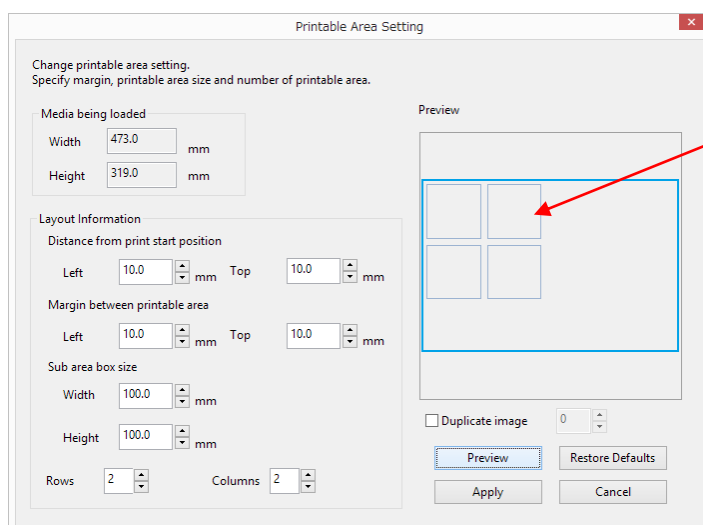 Printable Area Setting
Change printable area setting.
Specify margin, printable area size and number of printable area.
Media being loaded
Width 473.0 mm
Height 319.0 mm
Layout Information
Distance from print start position
Left 10.0 mm Top 10.0 mm
Margin between printable area
Left 10.0 mm Top 10.0 mm
Sub area box size
Width 100.0 mm
Height 100.0 mm
Rows 2 Columns 2
Preview
Duplicate image 0
Preview Restore Defaults
Apply Cancel